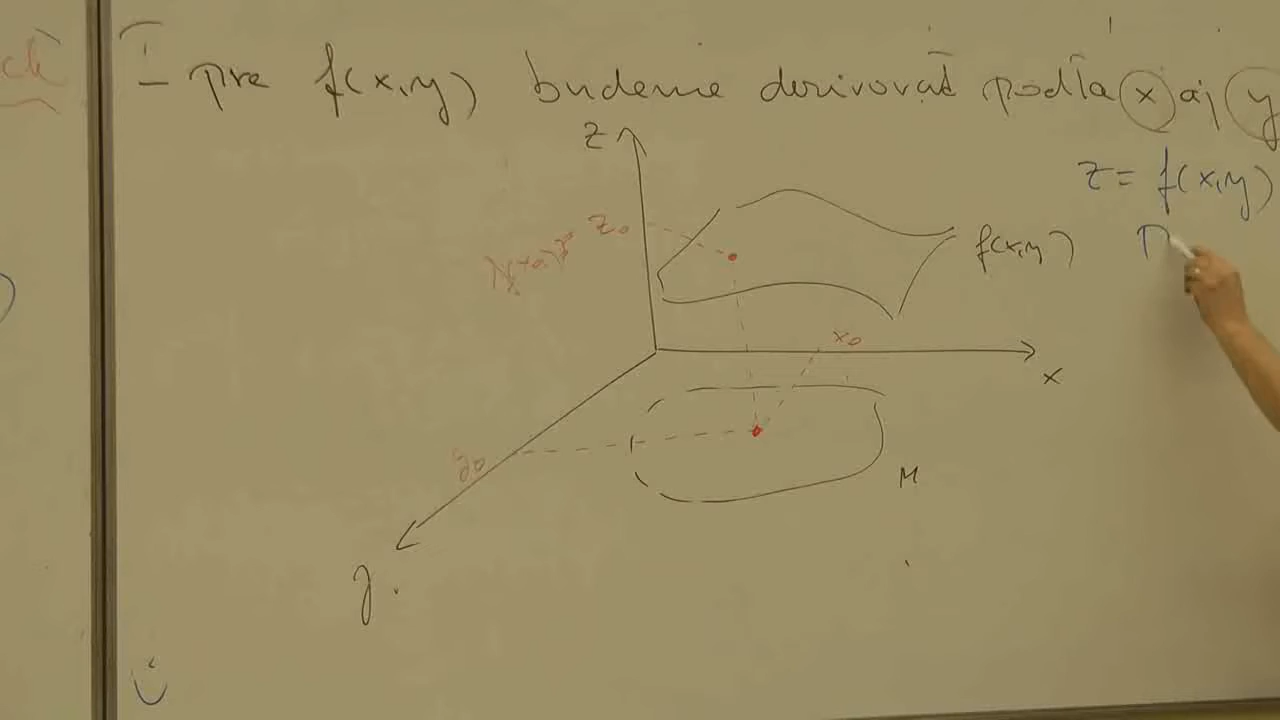 - pre f(x,y) budeme derivovať podľa x aj y
z
z = f(x,y)
z₀
f(x,y)
x₀
x
y₀
M
y